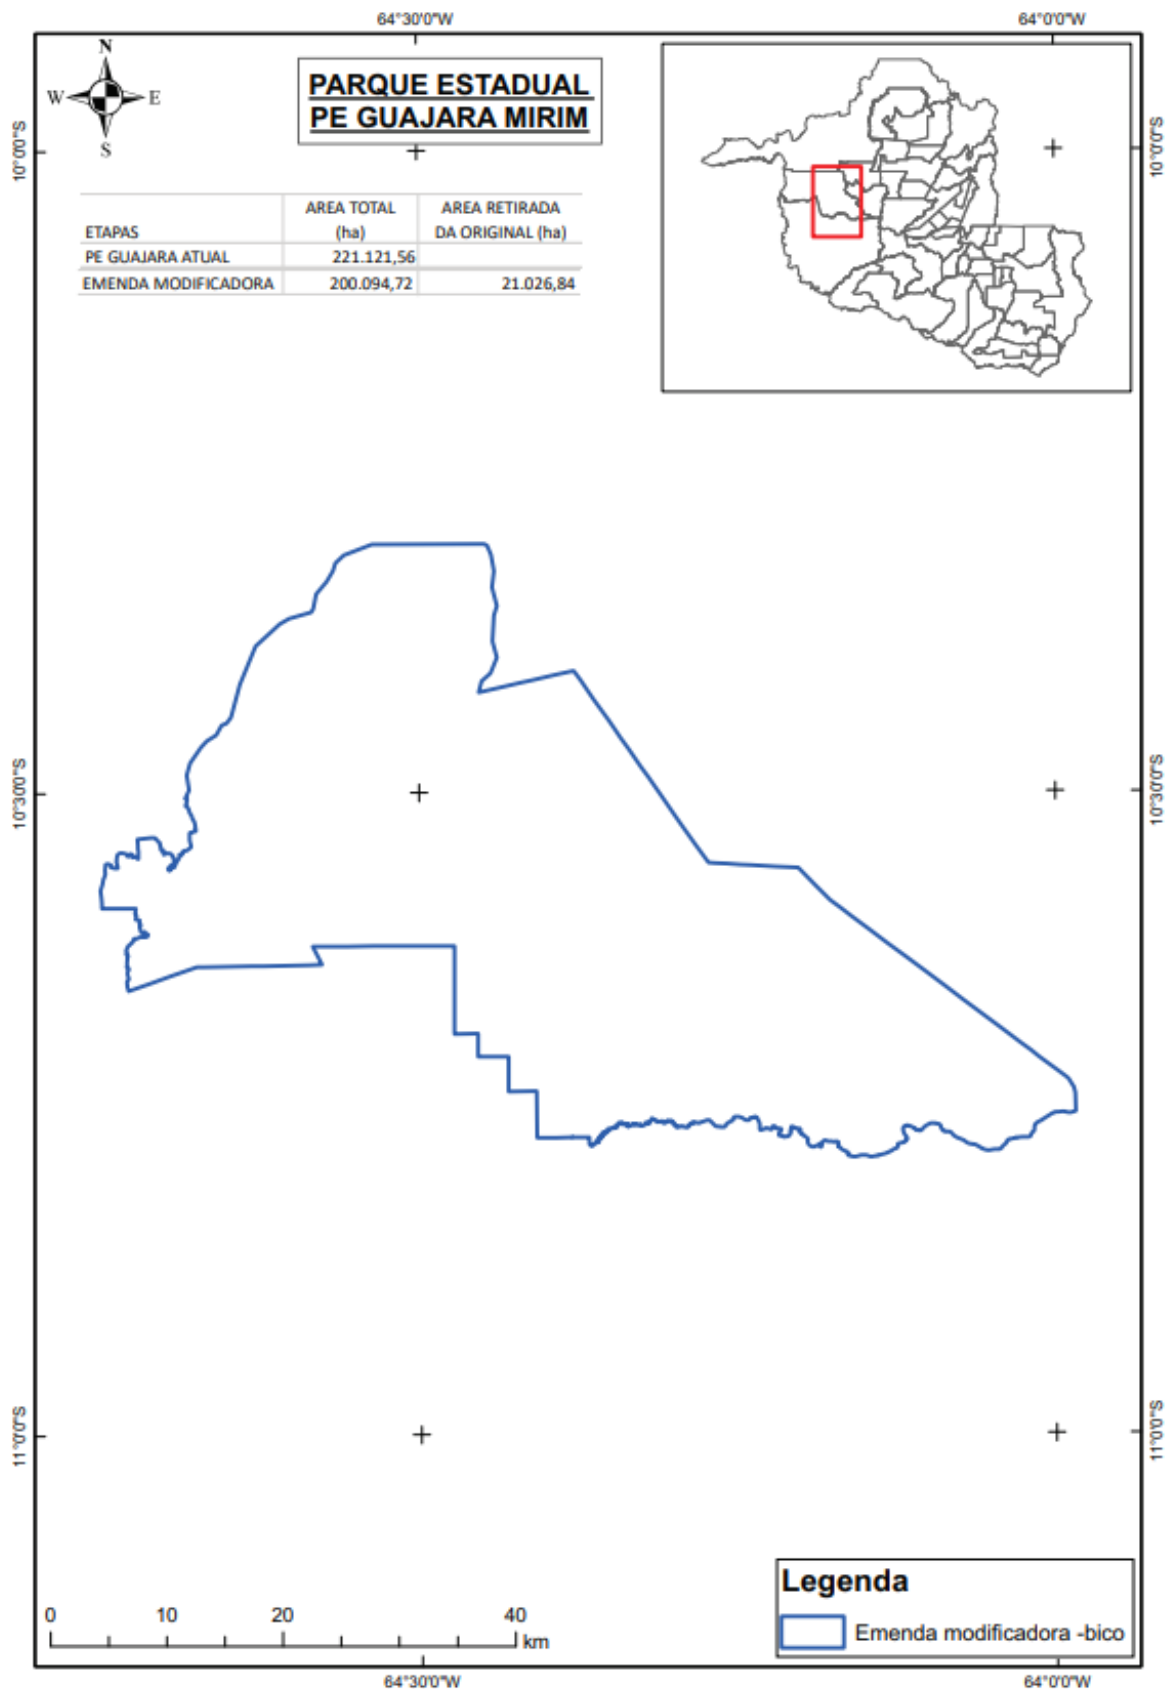 64°30'0"W 64°0'0"W
N
W E
S
PARQUE ESTADUAL
PE GUAJARA MIRIM
10°0'0"S 10°0'0"S
ETAPAS AREA TOTAL (ha) AREA RETIRADA DA ORIGINAL (ha)
PE GUAJARA ATUAL 221.121,56
EMENDA MODIFICADORA 200.094,72 21.026,84
10°30'0"S 10°30'0"S
11°0'0"S 11°0'0"S
Legenda
Emenda modificadora -bico
0 10 20 40
km
64°30'0"W 64°0'0"W